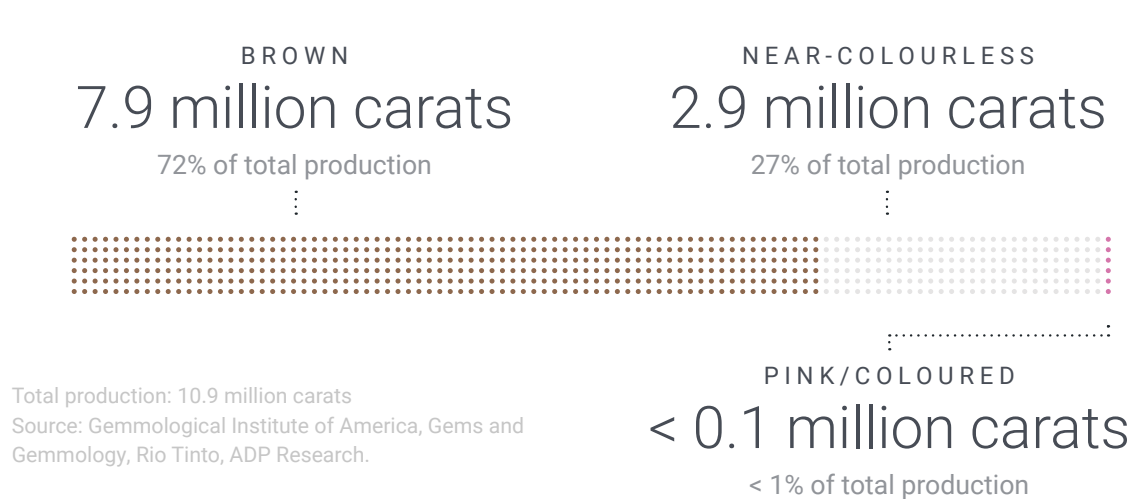 BROWN
7.9 million carats
72% of total production
NEAR-COLOURLESS
2.9 million carats
27% of total production
PINK/COLOURED
< 0.1 million carats
< 1% of total production
Total production: 10.9 million carats
Source: Gemmological Institute of America, Gems and
Gemmology, Rio Tinto, ADP Research.